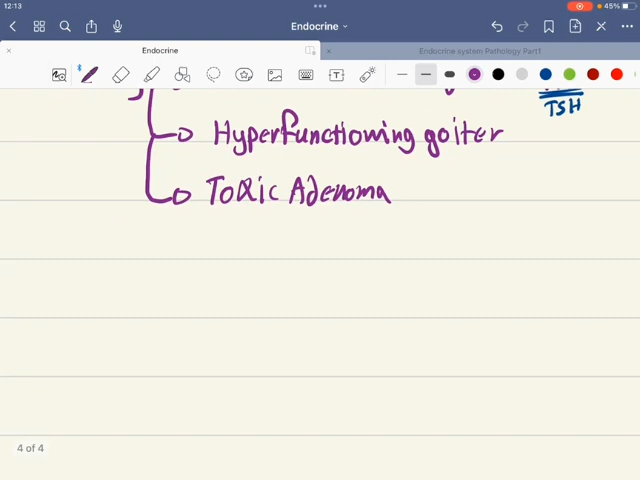 12:13
45%
Endocrine
Endocrine
Endocrine system Pathology Part1
TSH
Hyperfunctioning goiter
Toxic Adenoma
4 of 4